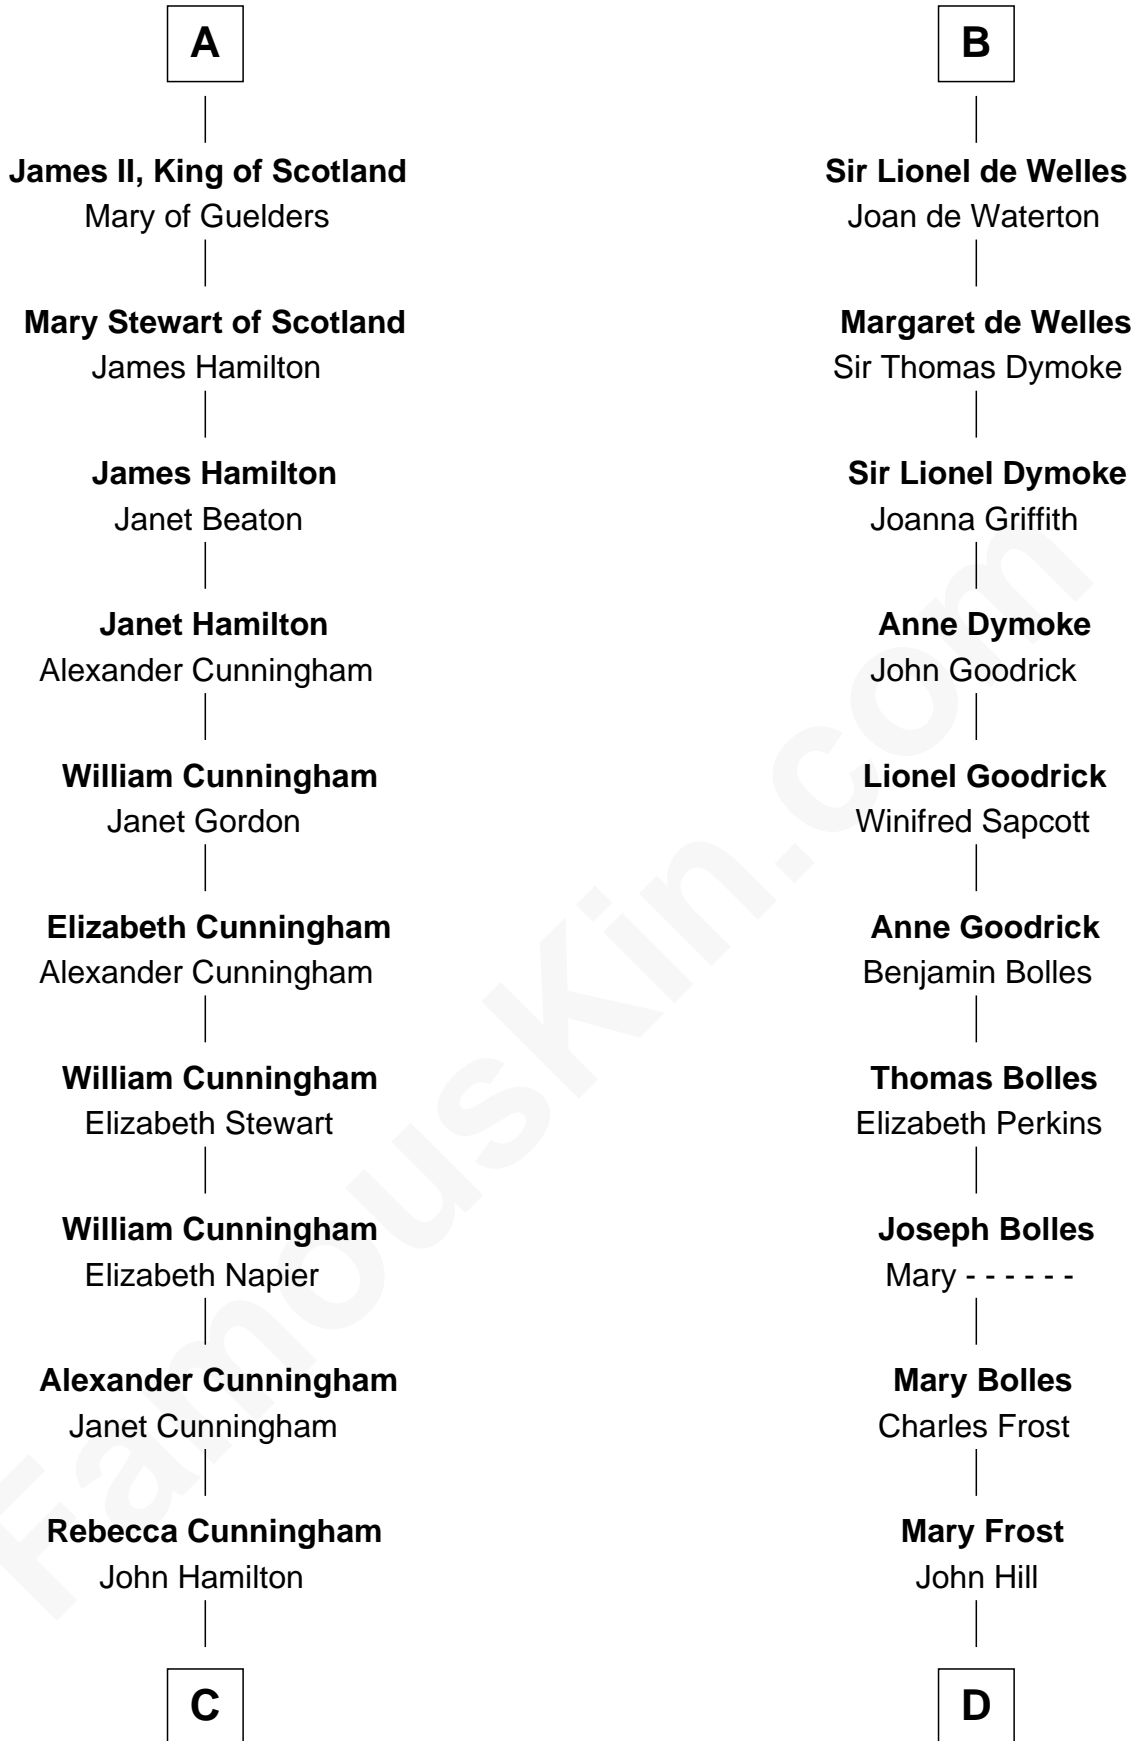 A
James II, King of Scotland
Mary of Guelders
Mary Stewart of Scotland
James Hamilton
James Hamilton
Janet Beaton
Janet Hamilton
Alexander Cunningham
William Cunningham
Janet Gordon
Elizabeth Cunningham
Alexander Cunningham
William Cunningham
Elizabeth Stewart
William Cunningham
Elizabeth Napier
Alexander Cunningham
Janet Cunningham
Rebecca Cunningham
John Hamilton
C
B
Sir Lionel de Welles
Joan de Waterton
Margaret de Welles
Sir Thomas Dymoke
Sir Lionel Dymoke
Joanna Griffith
Anne Dymoke
John Goodrick
Lionel Goodrick
Winifred Sapcott
Anne Goodrick
Benjamin Bolles
Thomas Bolles
Elizabeth Perkins
Joseph Bolles
Mary - - - - - -
Mary Bolles
Charles Frost
Mary Frost
John Hill
D
FamousKin.com